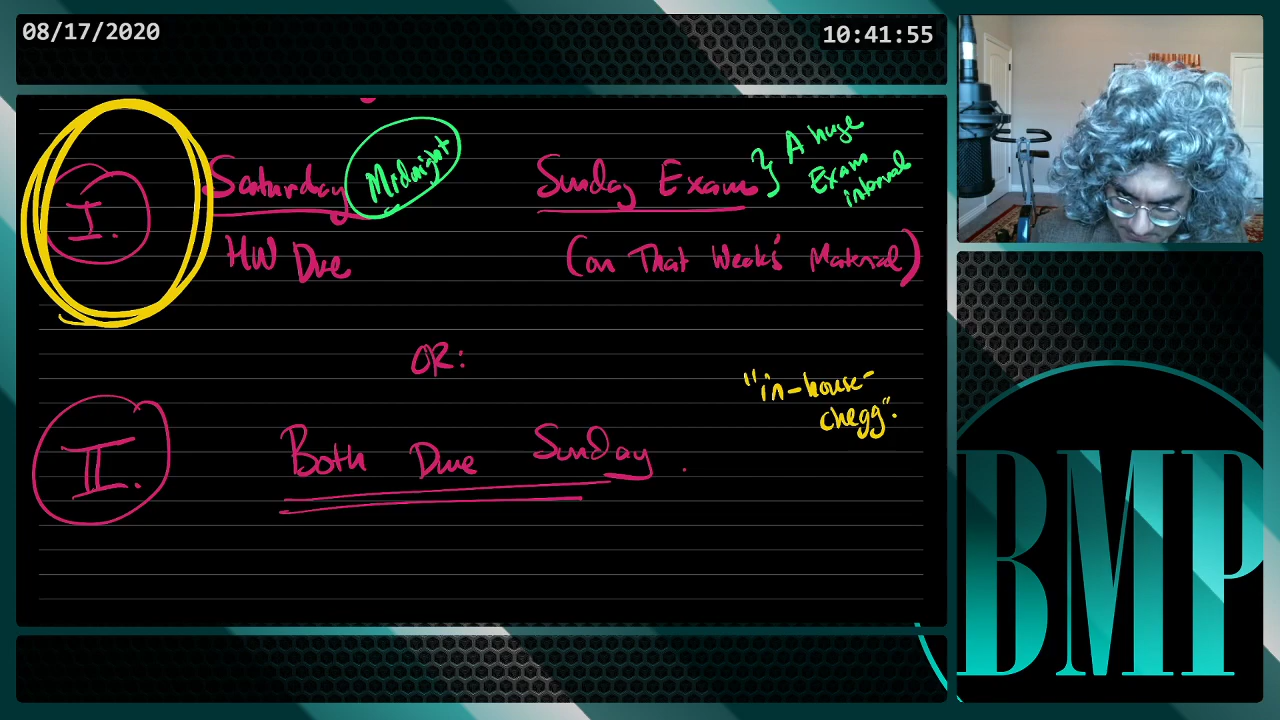 08/17/2020
10:41:55
I. Saturday Midnight Sunday Exam } A huge
Exam
interval
HW Due (on That Week's Material)
OR:
"in-house-
chegg".
II. Both Due Sunday.
BMP